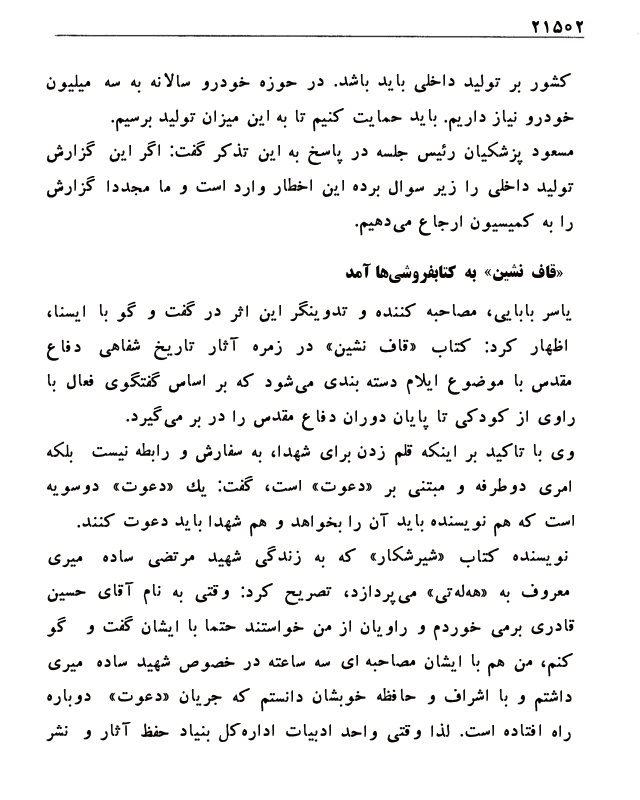 ۲۱۵۰۲
کشور بر تولید داخلی باید باشد. در حوزه خودرو سالانه به سه میلیون
خودرو نیاز داریم. باید حمایت کنیم تا به این میزان تولید برسیم.
مسعود پزشکیان رئیس جلسه در پاسخ به این تذکر گفت: اگر این گزارش
تولید داخلی را زیر سوال برده این اخطار وارد است و ما مجددا گزارش
را به کمیسیون ارجاع می‌دهیم.
«قاف نشین» به کتابفروشی‌ها آمد
یاسر بابایی، مصاحبه کننده و تدوینگر این اثر در گفت و گو با ایسنا،
اظهار کرد: کتاب «قاف نشین» در زمره آثار تاریخ شفاهی دفاع
مقدس با موضوع ایلام دسته بندی می‌شود که بر اساس گفتگوی فعال با
راوی از کودکی تا پایان دوران دفاع مقدس را در بر می‌گیرد.
وی با تاکید بر اینکه قلم زدن برای شهدا، به سفارش و رابطه نیست بلکه
امری دوطرفه و مبتنی بر «دعوت» است، گفت: یك «دعوت» دوسویه
است که هم نویسنده باید آن را بخواهد و هم شهدا باید دعوت کنند.
نویسنده کتاب «شیرشکار» که به زندگی شهید مرتضی ساده میری
معروف به «هه‌له‌تی» می‌پردازد، تصریح کرد: وقتی به نام آقای حسین
قادری برمی خوردم و راویان از من خواستند حتما با ایشان گفت و گو
کنم، من هم با ایشان مصاحبه ای سه ساعته در خصوص شهید ساده میری
داشتم و با اشراف و حافظه خوبشان دانستم که جریان «دعوت» دوباره
راه افتاده است. لذا وقتی واحد ادبیات اداره‌کل بنیاد حفظ آثار و نشر